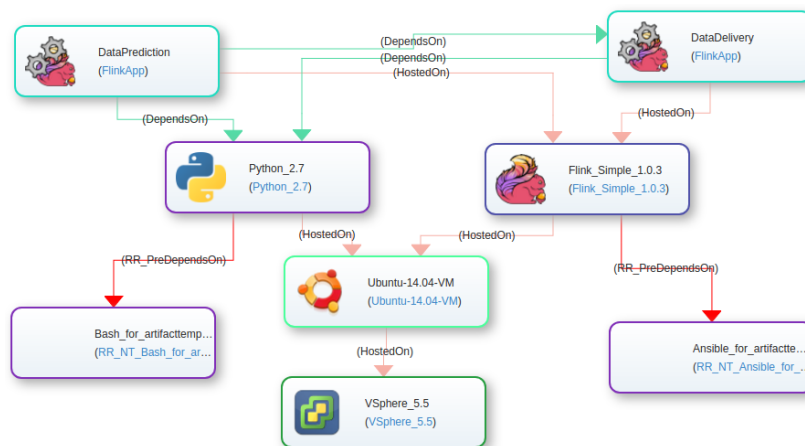 DataPrediction
(FlinkApp)
DataDelivery
(FlinkApp)
(DependsOn)
(DependsOn)
(HostedOn)
(HostedOn)
(DependsOn)
Python_2.7
(Python_2.7)
Flink_Simple_1.0.3
(Flink_Simple_1.0.3)
(HostedOn)
(HostedOn)
(RR_PreDependsOn)
(RR_PreDependsOn)
Ubuntu-14.04-VM
(Ubuntu-14.04-VM)
Bash_for_artifacttemp...
(RR_NT_Bash_for_ar...
Ansible_for_artifactte...
(RR_NT_Ansible_for_...
(HostedOn)
VSphere_5.5
(VSphere_5.5)